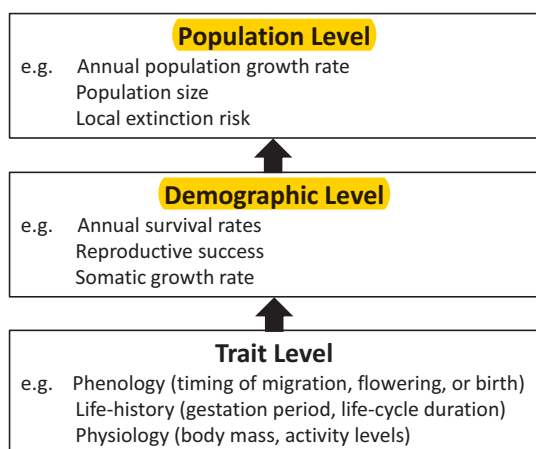 Population Level
e.g. Annual population growth rate
Population size
Local extinction risk
Demographic Level
e.g. Annual survival rates
Reproductive success
Somatic growth rate
Trait Level
e.g. Phenology (timing of migration, flowering, or birth)
Life-history (gestation period, life-cycle duration)
Physiology (body mass, activity levels)